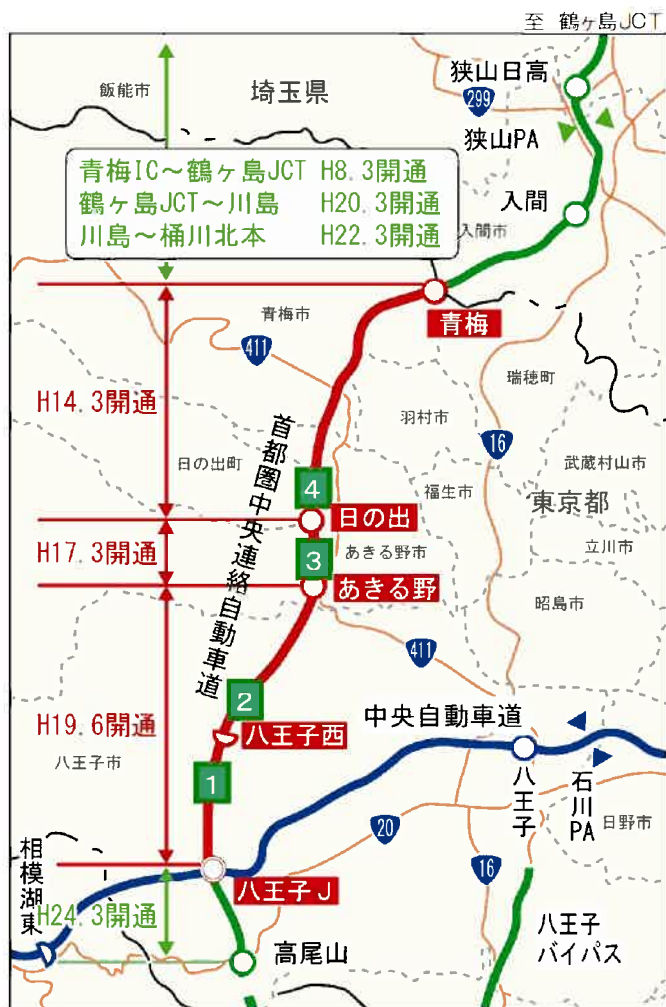 至 鶴ヶ島JCT
飯能市
埼玉県
狭山日高
299
狭山PA
青梅IC～鶴ヶ島JCT H8.3開通
鶴ヶ島JCT～川島 H20.3開通
川島～桶川北本 H22.3開通
入間
入間市
青梅市
青梅
411
瑞穂町
H14.3開通
羽村市
16
首都圏中央連絡自動車道
日の出町
武蔵村山市
4
福生市
東京都
日の出
H17.3開通
3
あきる野市
立川市
あきる野
昭島市
411
2
中央自動車道
H19.6開通
八王子西
八王子市
1
八王子
石川PA
日野市
20
相模湖東
16
八王子J
H24.3開通
八王子
バイパス
高尾山